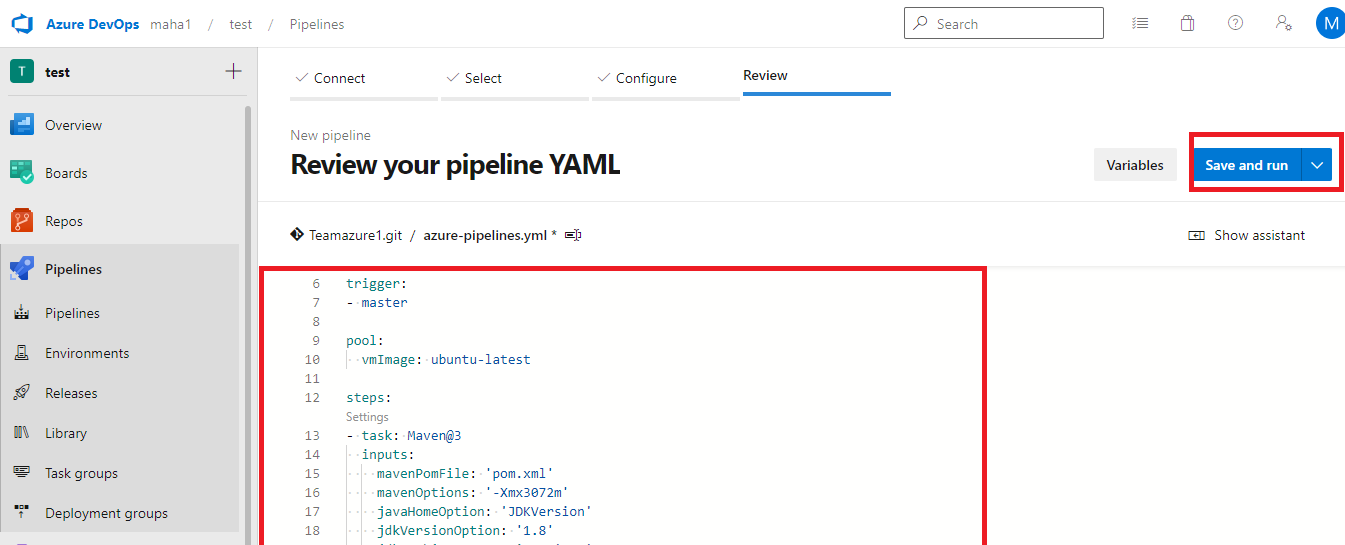 Azure DevOps maha1 / test / Pipelines Search M
T test
Overview
Boards
Repos
Pipelines
Pipelines
Environments
Releases
Library
Task groups
Deployment groups
Connect Select Configure Review
New pipeline
Review your pipeline YAML
Variables Save and run
Teamazure1.git / azure-pipelines.yml *
Show assistant
6 trigger:
7 - master
8
9 pool:
10 vmImage: ubuntu-latest
11
12 steps:
Settings
13 - task: Maven@3
14 inputs:
15 mavenPomFile: 'pom.xml'
16 mavenOptions: '-Xmx3072m'
17 javaHomeOption: 'JDKVersion'
18 jdkVersionOption: '1.8'